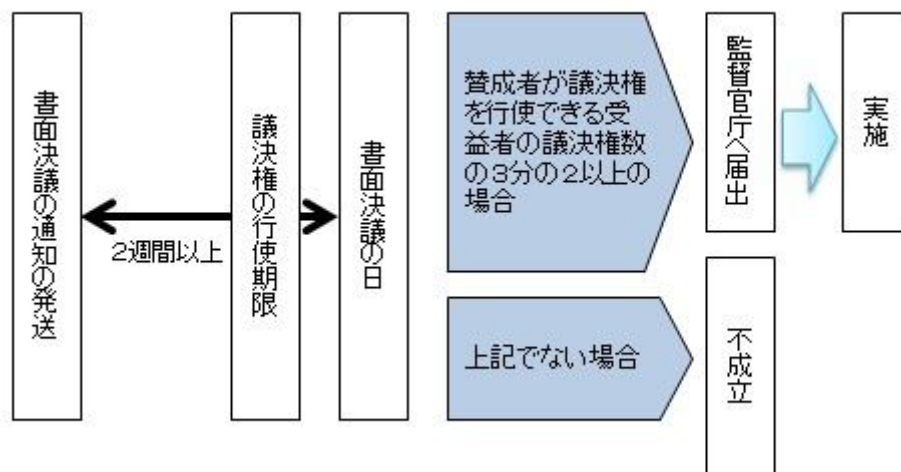 書面決議の通知の発送
2週間以上
議決権の行使期限
書面決議の日
賛成者が議決権
を行使できる受
益者の議決権数
の3分の2以上の
場合
監督官庁へ届出
実施
上記でない場合
不成立